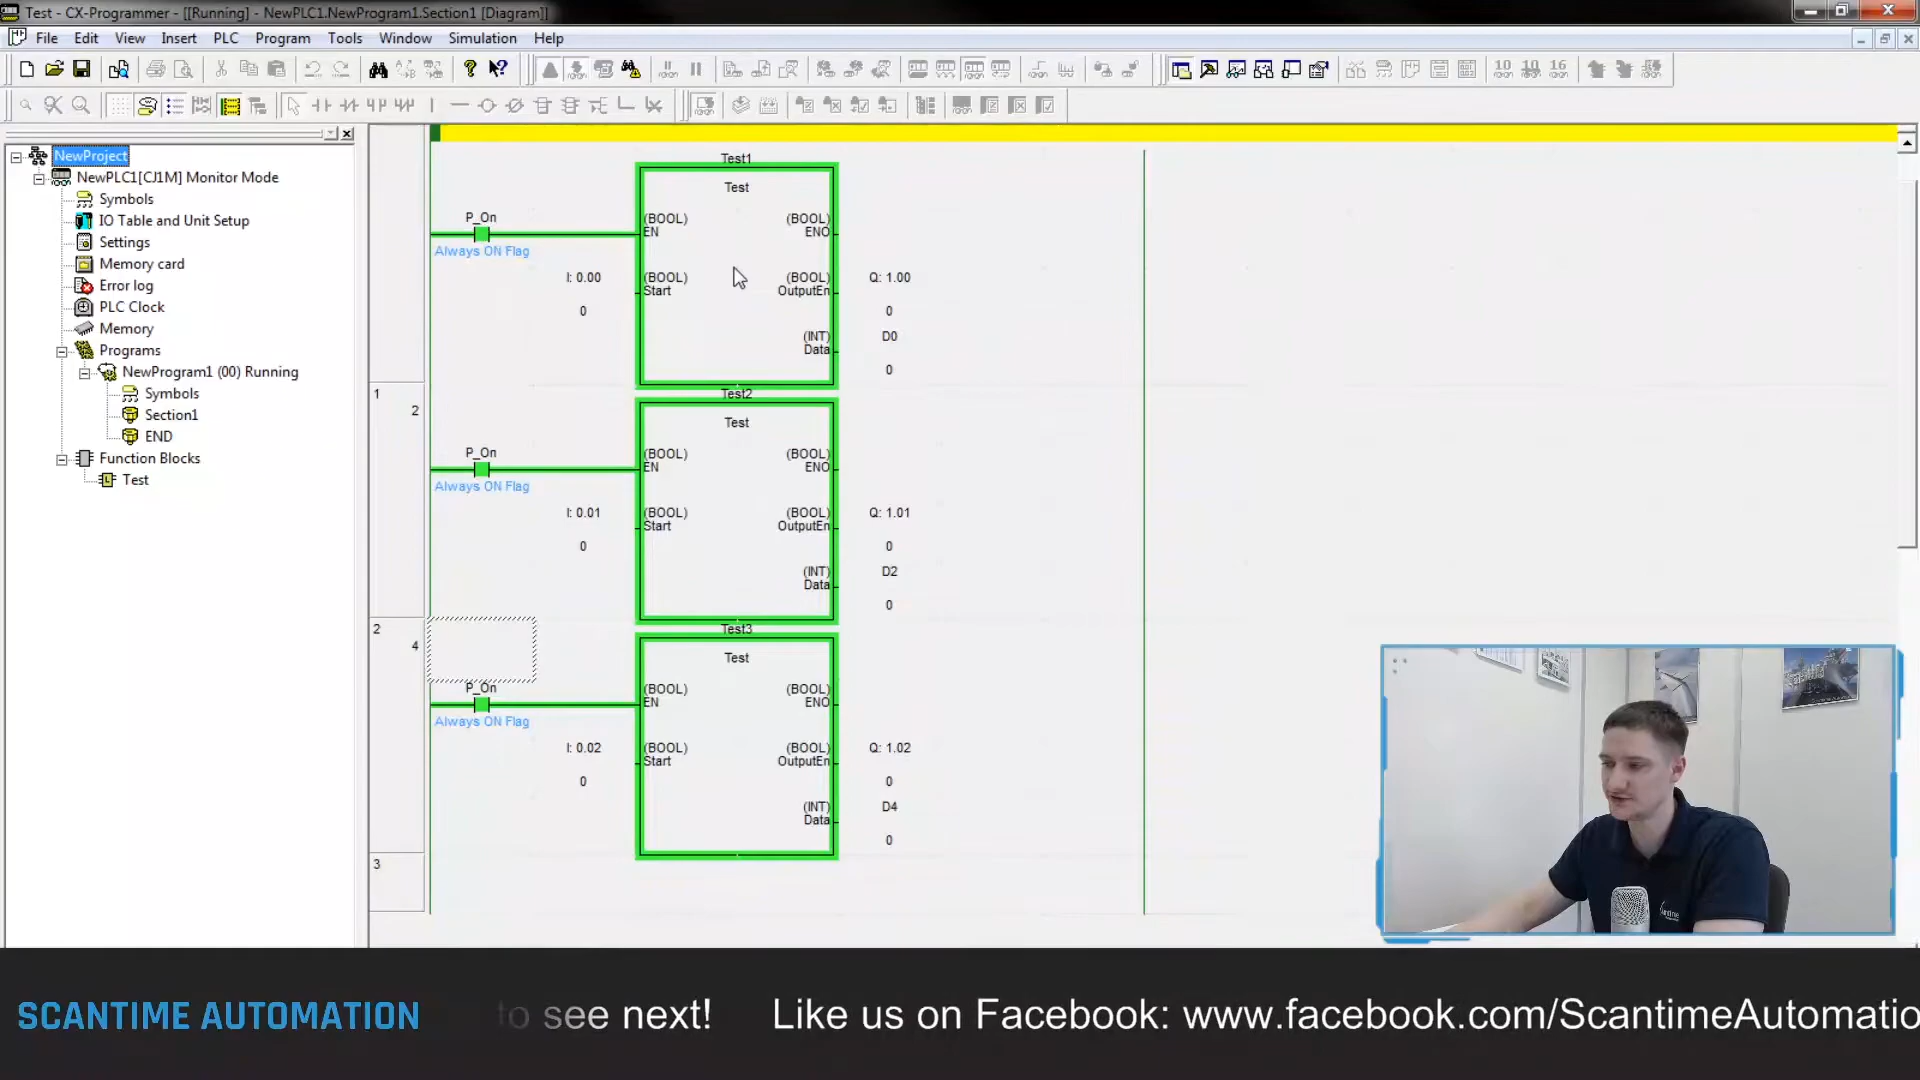 Test - CX-Programmer - [[Running] - NewPLC1.NewProgram1.Section1 [Diagram]]
File Edit View Insert PLC Program Tools Window Simulation Help
10 10 16
NewProject
NewPLC1[CJ1M] Monitor Mode
Symbols
IO Table and Unit Setup
Settings
Memory card
Error log
PLC Clock
Memory
Programs
NewProgram1 (00) Running
Symbols
Section1
END
Function Blocks
Test
Test1
Test
P_On
(BOOL) (BOOL)
EN ENO
Always ON Flag
I: 0.00 (BOOL) (BOOL) Q: 1.00
Start OutputEn
0 0
(INT) D0
Data
0
1
2
Test2
Test
P_On
(BOOL) (BOOL)
EN ENO
Always ON Flag
I: 0.01 (BOOL) (BOOL) Q: 1.01
Start OutputEn
0 0
(INT) D2
Data
0
2
4
Test3
Test
P_On
(BOOL) (BOOL)
EN ENO
Always ON Flag
I: 0.02 (BOOL) (BOOL) Q: 1.02
Start OutputEn
0 0
(INT) D4
Data
0
3
SCANTIME AUTOMATION to see next! Like us on Facebook: www.facebook.com/ScantimeAutomatio